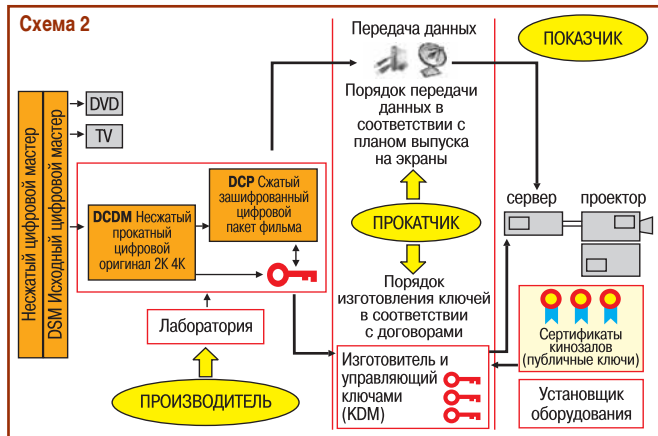 Схема 2
Несжатый цифровой мастер
DSM Исходный цифровой мастер
DVD
TV
DCDM Несжатый
прокатный
цифровой
оригинал 2K 4K
DCP Сжатый
зашифрованный
цифровой
пакет фильма
Лаборатория
ПРОИЗВОДИТЕЛЬ
Передача данных
Порядок передачи
данных в
соответствии с
планом выпуска
на экраны
ПРОКАТЧИК
Порядок
изготовления ключей
в соответствии
с договорами
Изготовитель и
управляющий
ключами
(KDM)
ПОКАЗЧИК
сервер
проектор
Сертификаты
кинозалов
(публичные ключи)
Установщик
оборудования